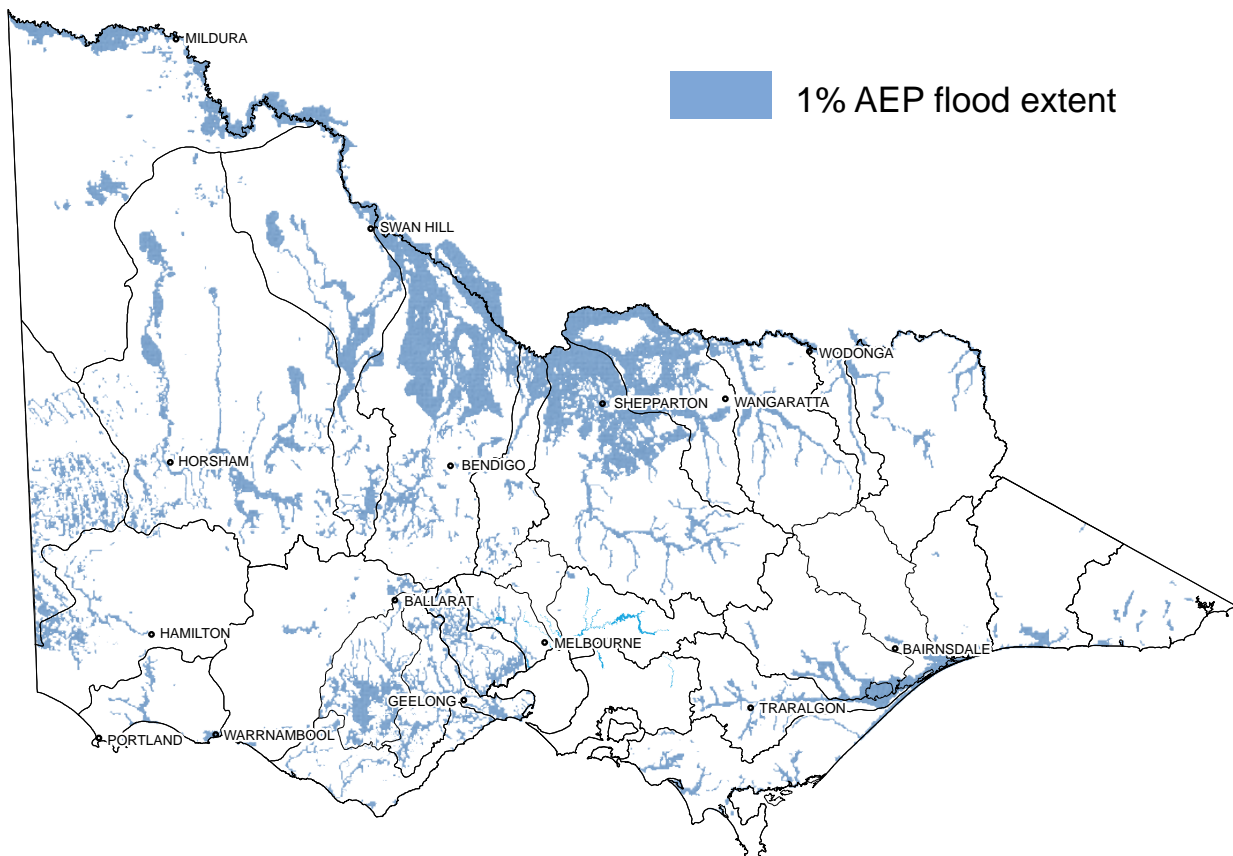 MILDURA
1% AEP flood extent
SWAN HILL
WODONGA
SHEPPARTON
WANGARATTA
HORSHAM
BENDIGO
BALLARAT
HAMILTON
MELBOURNE
BAIRNSDALE
GEELONG
TRARALGON
PORTLAND
WARRNAMBOOL